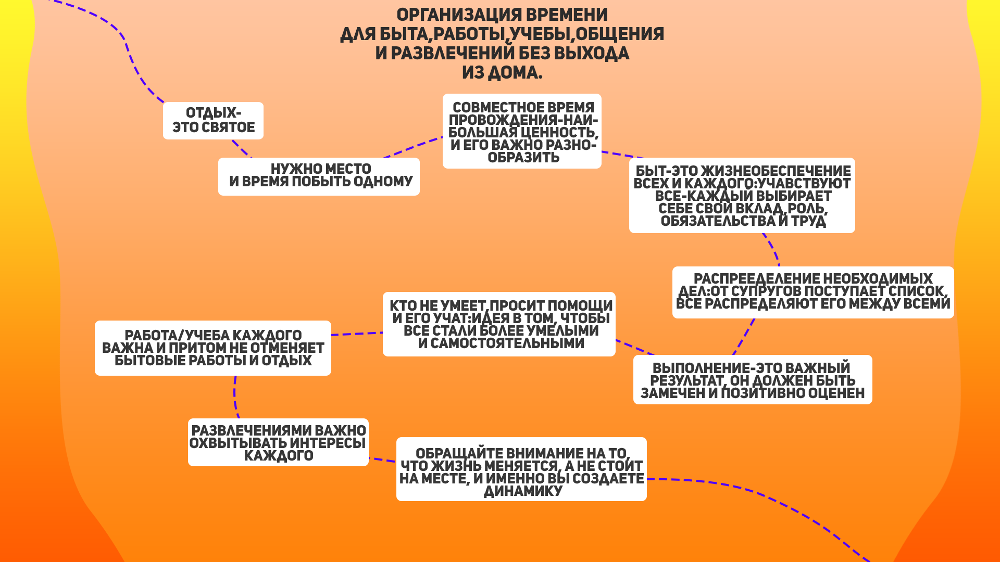 ОРГАНИЗАЦИЯ ВРЕМЕНИ
ДЛЯ БЫТА,РАБОТЫ,УЧЕБЫ,ОБЩЕНИЯ
И РАЗВЛЕЧЕНИЙ БЕЗ ВЫХОДА
ИЗ ДОМА.
ОТДЫХ-
ЭТО СВЯТОЕ
НУЖНО МЕСТО
И ВРЕМЯ ПОБЫТЬ ОДНОМУ
СОВМЕСТНОЕ ВРЕМЯ
ПРОВОЖДЕНИЯ-НАИ-
БОЛЬШАЯ ЦЕННОСТЬ,
И ЕГО ВАЖНО РАЗНО-
ОБРАЗИТЬ
БЫТ-ЭТО ЖИЗНЕОБЕСПЕЧЕНИЕ
ВСЕХ И КАЖДОГО:УЧАВСТВУЮТ
ВСЕ-КАЖДЫЙ ВЫБИРАЕТ
СЕБЕ СВОЙ ВКЛАД,РОЛЬ,
ОБЯЗАТЕЛЬСТВА И ТРУД
РАСПРЕЕДЕЛЕНИЕ НЕОБХОДИМЫХ
ДЕЛ:ОТ СУПРУГОВ ПОСТУПАЕТ СПИСОК,
ВСЕ РАСПРЕДЕЛЯЮТ ЕГО МЕЖДУ ВСЕМИ
ВЫПОЛНЕНИЕ-ЭТО ВАЖНЫЙ
РЕЗУЛЬТАТ, ОН ДОЛЖЕН БЫТЬ
ЗАМЕЧЕН И ПОЗИТИВНО ОЦЕНЕН
КТО НЕ УМЕЕТ,ПРОСИТ ПОМОЩИ
И ЕГО УЧАТ:ИДЕЯ В ТОМ, ЧТОБЫ
ВСЕ СТАЛИ БОЛЕЕ УМЕЛЫМИ
И САМОСТОЯТЕЛЬНЫМИ
РАБОТА/УЧЕБА КАЖДОГО
ВАЖНА И ПРИТОМ НЕ ОТМЕНЯЕТ
БЫТОВЫЕ РАБОТЫ И ОТДЫХ
РАЗВЛЕЧЕНИЯМИ ВАЖНО
ОХВЫТЫВАТЬ ИНТЕРЕСЫ
КАЖДОГО
ОБРАЩАЙТЕ ВНИМАНИЕ НА ТО,
ЧТО ЖИЗНЬ МЕНЯЕТСЯ, А НЕ СТОИТ
НА МЕСТЕ, И ИМЕННО ВЫ СОЗДАЕТЕ
ДИНАМИКУ